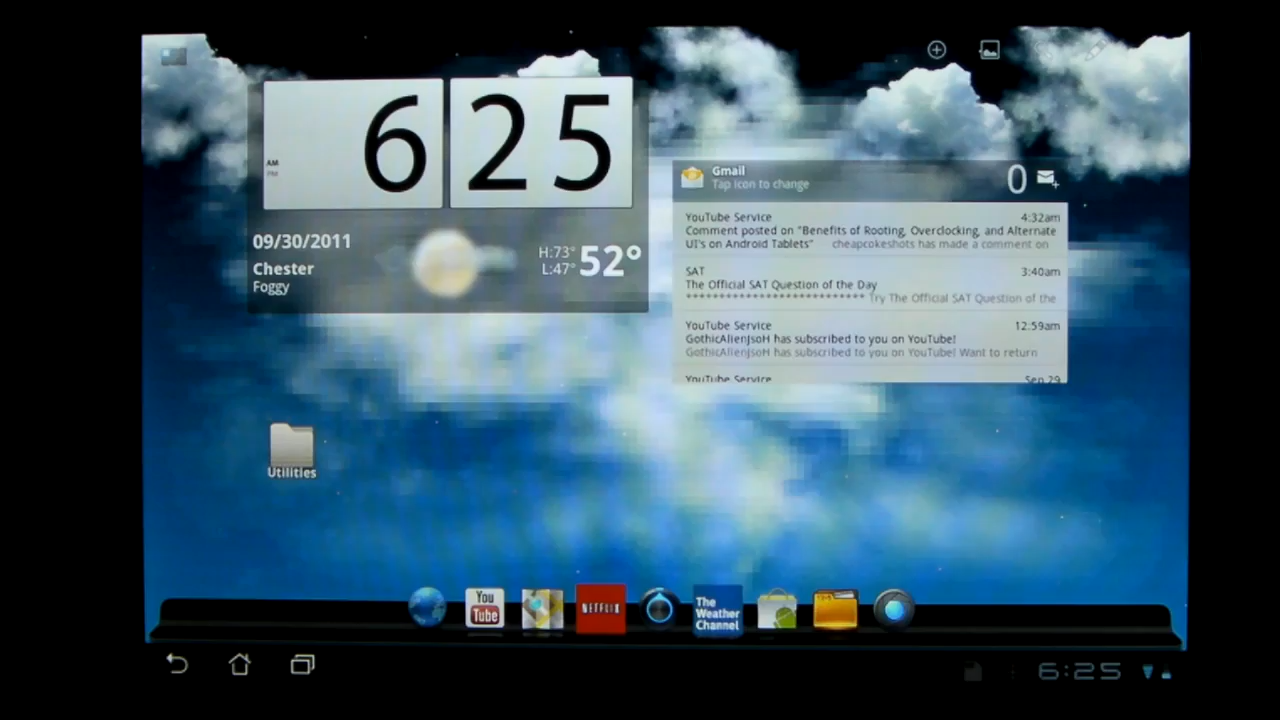 6 25
AM
PM
09/30/2011
Chester
Foggy
H:73°
L:47°
52°
Gmail
Tap icon to change
0
YouTube Service 4:32am
Comment posted on "Benefits of Rooting, Overclocking, and Alternate
UI's on Android Tablets" cheapcokeshots has made a comment on
SAT 3:40am
The Official SAT Question of the Day
************************** Try The Official SAT Question of the
YouTube Service 12:59am
GothicAlienJsoH has subscribed to you on YouTube!
GothicAlienJsoH has subscribed to you on YouTube! Want to return
YouTube Service Sep 29
Utilities
You
Tube
NETFLIX
The
Weather
Channel
6:25